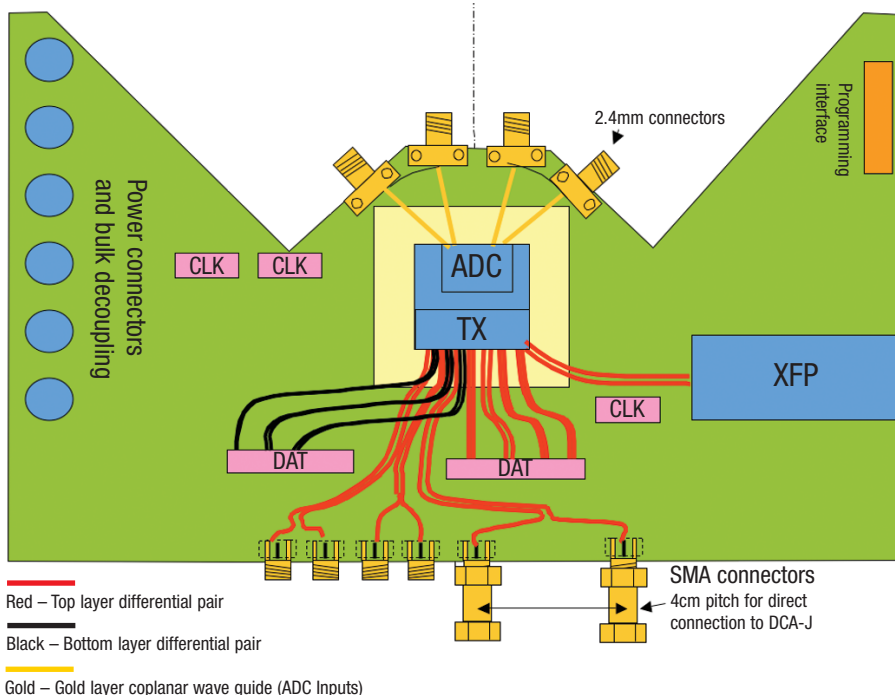 2.4mm connectors
Programming
interface
Power connectors
and bulk decoupling
CLK
CLK
ADC
TX
XFP
CLK
DAT
DAT
SMA connectors
4cm pitch for direct
connection to DCA-J
Red – Top layer differential pair
Black – Bottom layer differential pair
Gold – Gold layer coplanar wave guide (ADC Inputs)